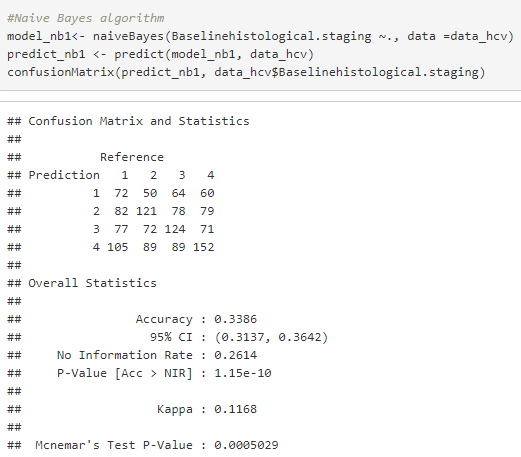 #Naive Bayes algorithm
model_nb1<- naiveBayes(Baselinehistological.staging ~., data =data_hcv)
predict_nb1 <- predict(model_nb1, data_hcv)
confusionMatrix(predict_nb1, data_hcv$Baselinehistological.staging)
## Confusion Matrix and Statistics
##
##           Reference
## Prediction   1   2   3   4
##          1  72  50  64  60
##          2  82 121  78  79
##          3  77  72 124  71
##          4 105  89  89 152
##
## Overall Statistics
##
##                Accuracy : 0.3386
##                  95% CI : (0.3137, 0.3642)
##     No Information Rate : 0.2614
##     P-Value [Acc > NIR] : 1.15e-10
##
##                   Kappa : 0.1168
##
##  Mcnemar's Test P-Value : 0.0005029